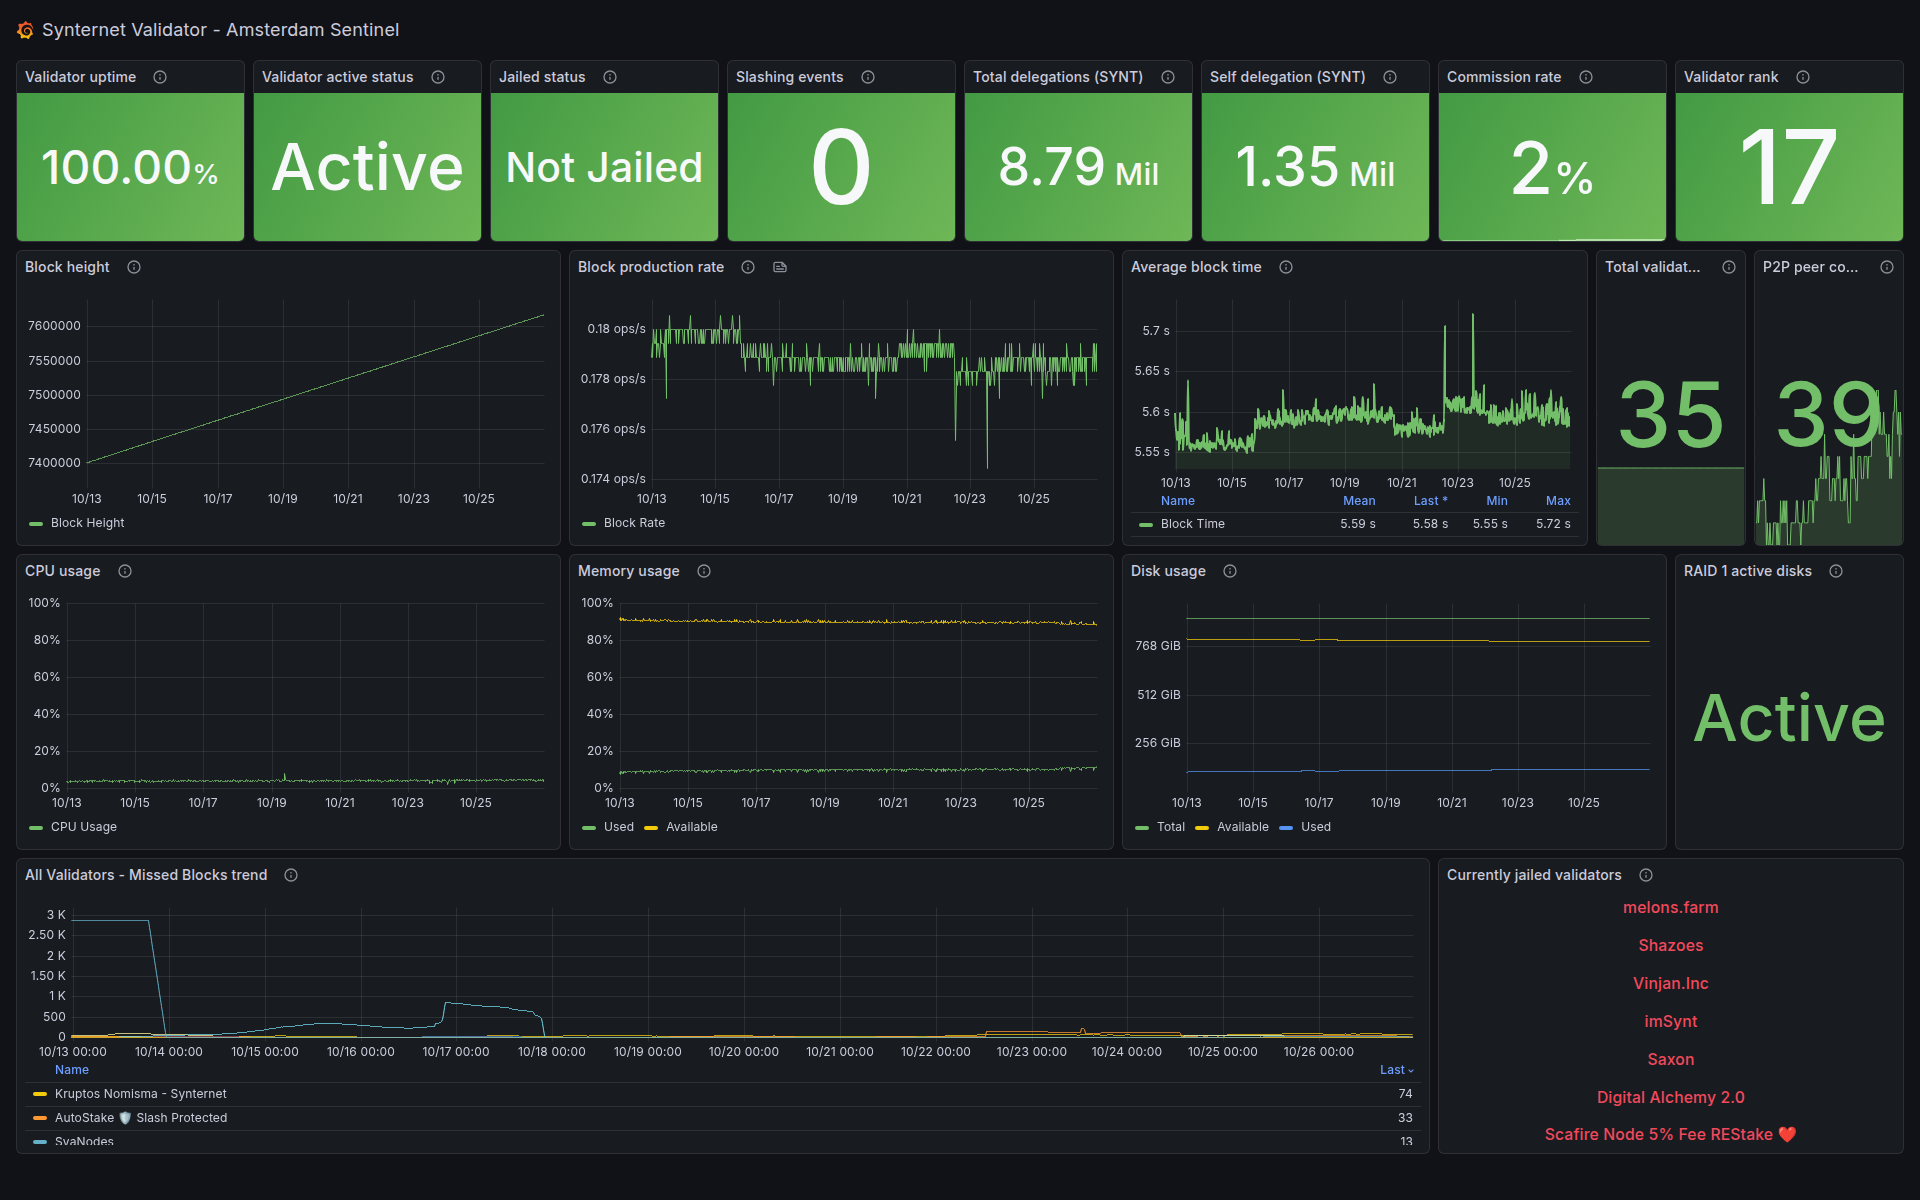 Synternet Validator - Amsterdam Sentinel
Validator uptime
Validator active status
Jailed status
Slashing events
Total delegations (SYNT)
Self delegation (SYNT)
Commission rate
Validator rank
100.00%
Active
Not Jailed
0
8.79 Mil
1.35 Mil
2%
17
Block height
7600000
7550000
7500000
7450000
7400000
10/13 10/15 10/17 10/19 10/21 10/23 10/25
Block Height
Block production rate
0.18 ops/s
0.178 ops/s
0.176 ops/s
0.174 ops/s
10/13 10/15 10/17 10/19 10/21 10/23 10/25
Block Rate
Average block time
5.7 s
5.65 s
5.6 s
5.55 s
10/13 10/15 10/17 10/19 10/21 10/23 10/25
Name Mean Last * Min Max
Block Time 5.59 s 5.58 s 5.55 s 5.72 s
Total validat...
35
P2P peer co...
39
CPU usage
100%
80%
60%
40%
20%
0%
10/13 10/15 10/17 10/19 10/21 10/23 10/25
CPU Usage
Memory usage
100%
80%
60%
40%
20%
0%
10/13 10/15 10/17 10/19 10/21 10/23 10/25
Used Available
Disk usage
768 GiB
512 GiB
256 GiB
10/13 10/15 10/17 10/19 10/21 10/23 10/25
Total Available Used
RAID 1 active disks
Active
All Validators - Missed Blocks trend
3 K
2.50 K
2 K
1.50 K
1 K
500
0
10/13 00:00 10/14 00:00 10/15 00:00 10/16 00:00 10/17 00:00 10/18 00:00 10/19 00:00 10/20 00:00 10/21 00:00 10/22 00:00 10/23 00:00 10/24 00:00 10/25 00:00 10/26 00:00
Name Last
Kruptos Nomisma - Synternet 74
AutoStake 🛡️ Slash Protected 33
SvaNodes 13
Currently jailed validators
melons.farm
Shazoes
Vinjan.Inc
imSynt
Saxon
Digital Alchemy 2.0
Scafire Node 5% Fee REStake ❤️